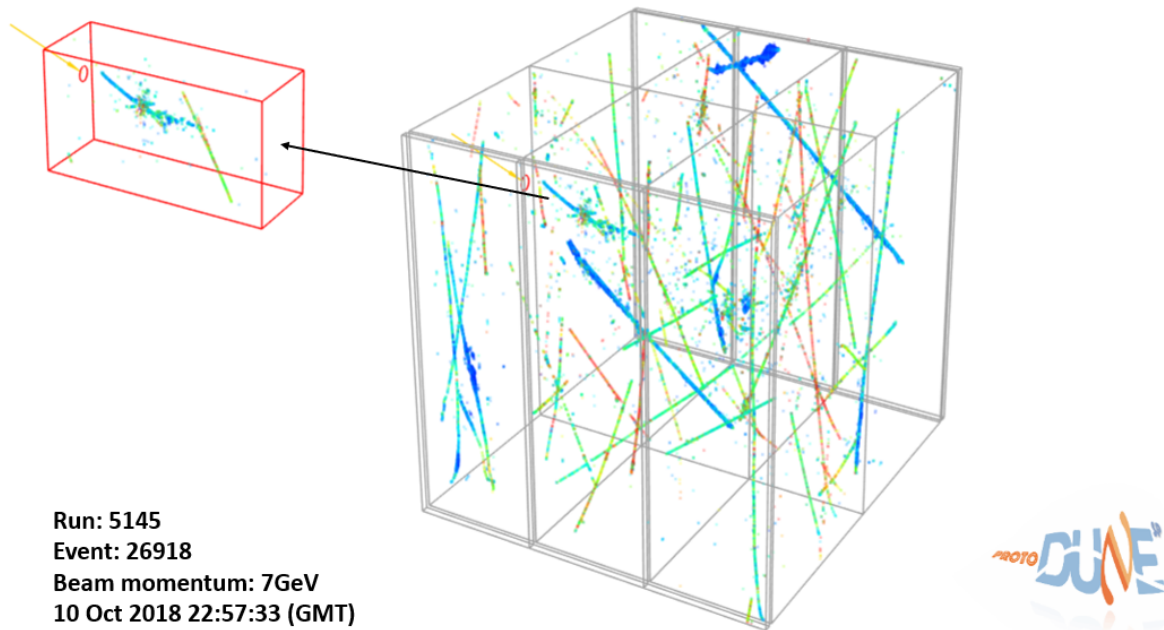 Run: 5145
Event: 26918
Beam momentum: 7GeV
10 Oct 2018 22:57:33 (GMT)
PROTO DUNE